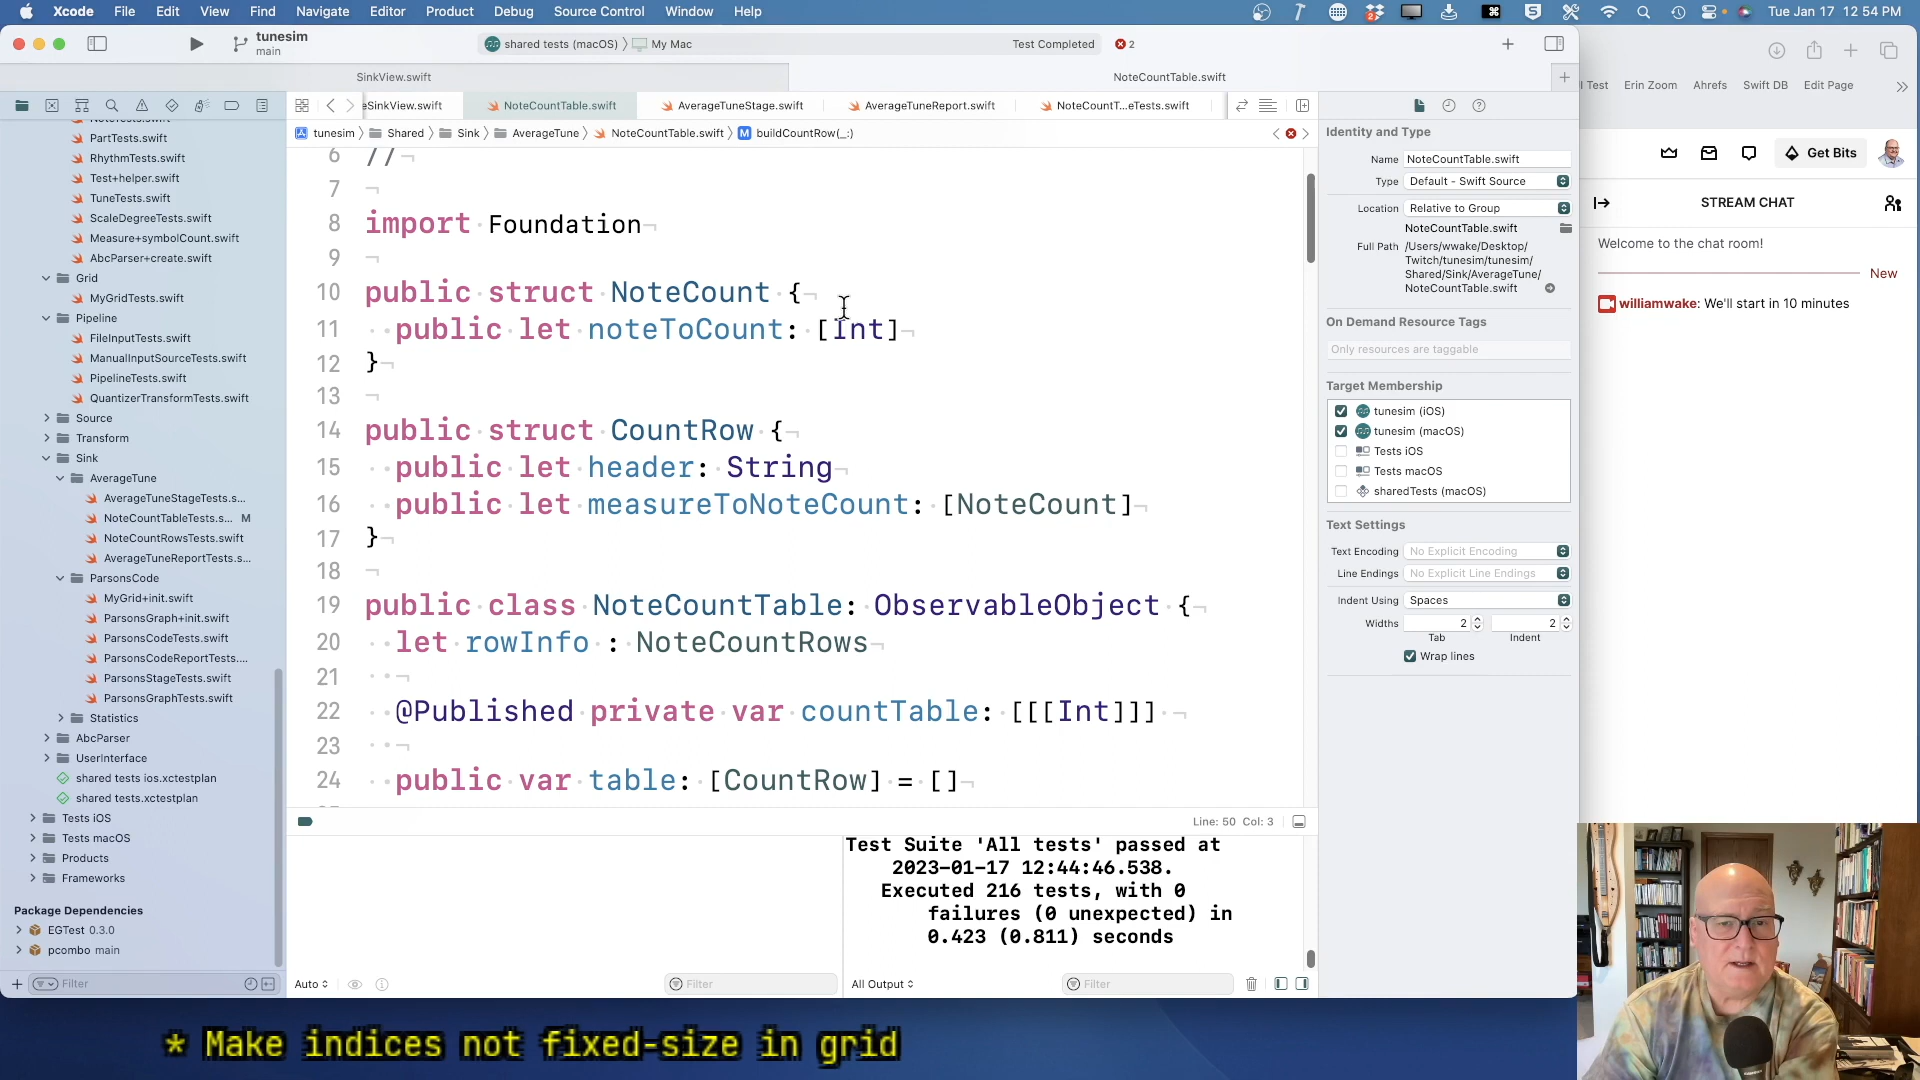 Xcode File Edit View Find Navigate Editor Product Debug Source Control Window Help
Tue Jan 17 12:54 PM
tunesim
main
shared tests (macOS) 〉 My Mac
Test Completed
2
SinkView.swift
NoteCountTable.swift
eSinkView.swift
NoteCountTable.swift
AverageTuneStage.swift
AverageTuneReport.swift
NoteCountT...eTests.swift
tunesim 〉 Shared 〉 Sink 〉 AverageTune 〉 NoteCountTable.swift 〉 M buildCountRow(_:)
PartTests.swift
RhythmTests.swift
Test+helper.swift
TuneTests.swift
ScaleDegreeTests.swift
Measure+symbolCount.swift
AbcParser+create.swift
Grid
MyGridTests.swift
Pipeline
FileInputTests.swift
ManualInputSourceTests.swift
PipelineTests.swift
QuantizerTransformTests.swift
Source
Transform
Sink
AverageTune
AverageTuneStageTests.s...
NoteCountTableTests.s... M
NoteCountRowsTests.swift
AverageTuneReportTests.s...
ParsonsCode
MyGrid+init.swift
ParsonsGraph+init.swift
ParsonsCodeTests.swift
ParsonsCodeReportTests....
ParsonsStageTests.swift
ParsonsGraphTests.swift
Statistics
AbcParser
UserInterface
shared tests ios.xctestplan
shared tests.xctestplan
Tests iOS
Tests macOS
Products
Frameworks
Package Dependencies
EGTest 0.3.0
pcombo main
Filter
6 //
7
8 import Foundation
9
10 public struct NoteCount {
11 public let noteToCount: [Int]
12 }
13
14 public struct CountRow {
15 public let header: String
16 public let measureToNoteCount: [NoteCount]
17 }
18
19 public class NoteCountTable: ObservableObject {
20 let rowInfo : NoteCountRows
21
22 @Published private var countTable: [[[Int]]]
23
24 public var table: [CountRow] = []
Line: 50 Col: 3
Test Suite 'All tests' passed at
2023-01-17 12:44:46.538.
Executed 216 tests, with 0
failures (0 unexpected) in
0.423 (0.811) seconds
Auto
Filter
All Output
Filter
Identity and Type
Name NoteCountTable.swift
Type Default - Swift Source
Location Relative to Group
NoteCountTable.swift
Full Path /Users/wwake/Desktop/
Twitch/tunesim/tunesim/
Shared/Sink/AverageTune/
NoteCountTable.swift
On Demand Resource Tags
Only resources are taggable
Target Membership
tunesim (iOS)
tunesim (macOS)
Tests iOS
Tests macOS
sharedTests (macOS)
Text Settings
Text Encoding No Explicit Encoding
Line Endings No Explicit Line Endings
Indent Using Spaces
Widths 2 2
Tab Indent
Wrap lines
Test Erin Zoom Ahrefs Swift DB Edit Page
Get Bits
STREAM CHAT
Welcome to the chat room!
New
williamwake: We'll start in 10 minutes
* Make indices not fixed-size in grid